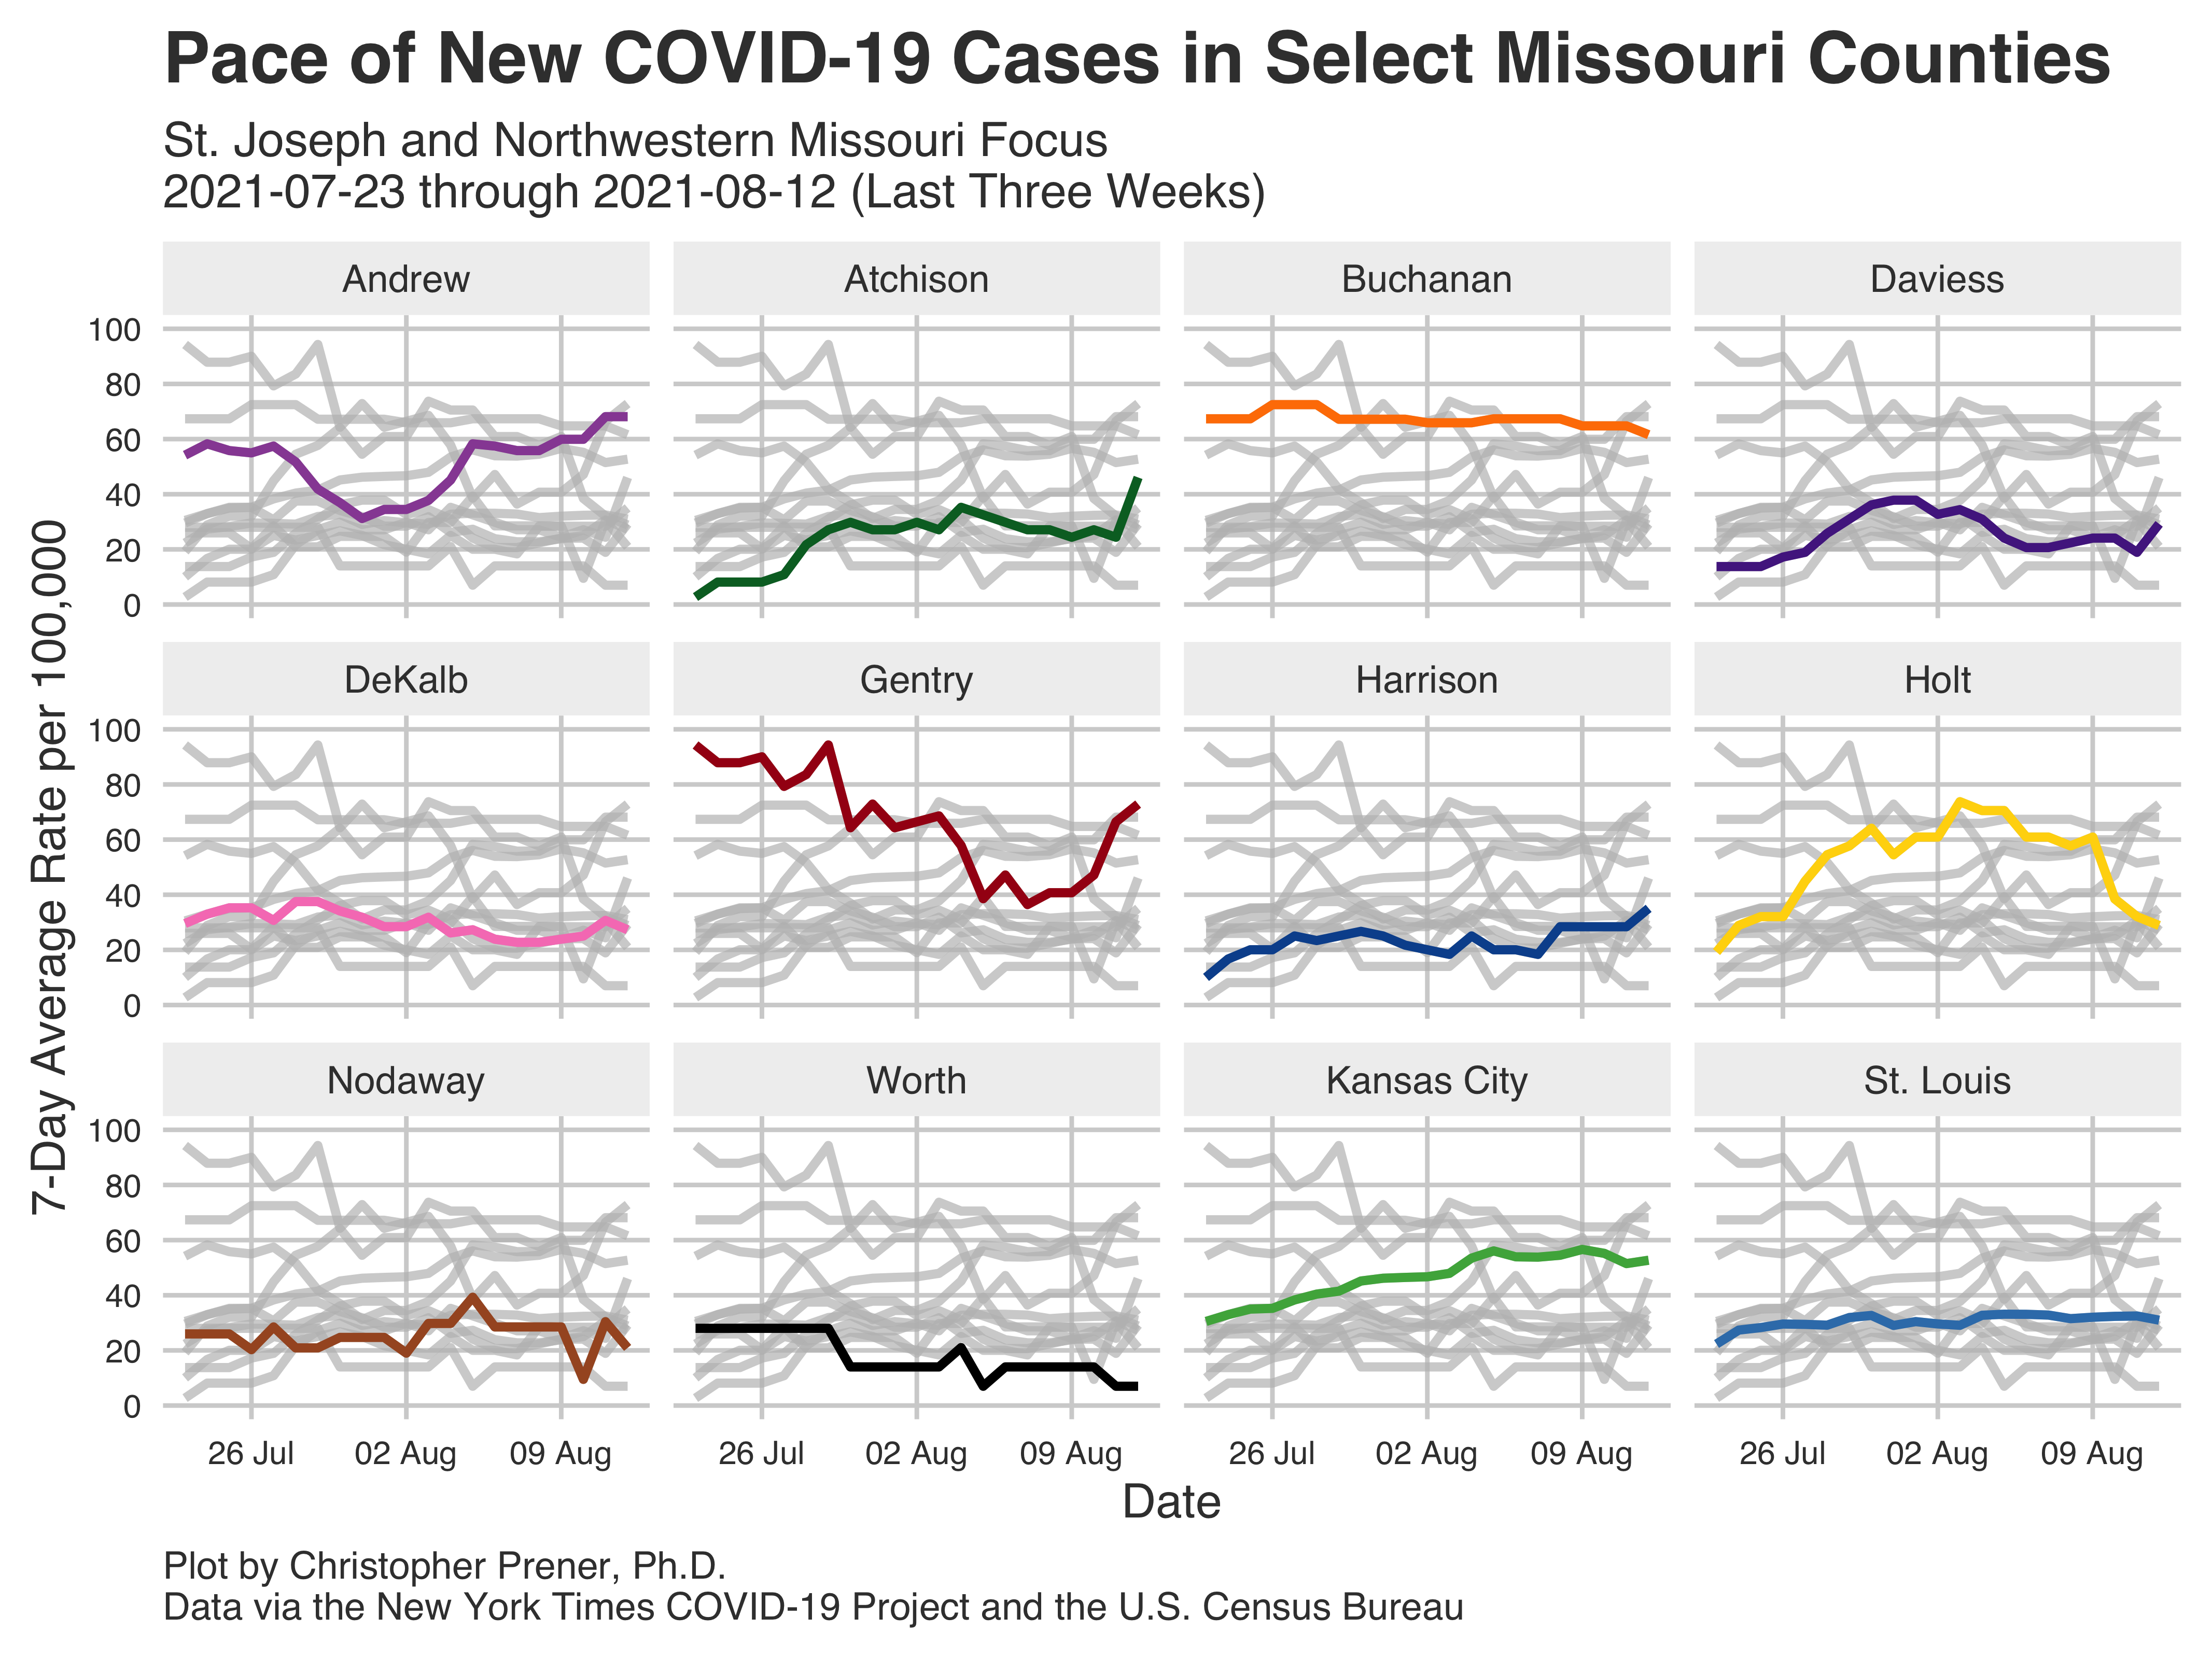 Pace of New COVID-19 Cases in Select Missouri Counties
St. Joseph and Northwestern Missouri Focus
2021-07-23 through 2021-08-12 (Last Three Weeks)
Andrew
Atchison
Buchanan
Daviess
100
80
60
40
20
0
DeKalb
Gentry
Harrison
Holt
100
80
60
40
20
0
Nodaway
Worth
Kansas City
St. Louis
100
80
60
40
20
0
7-Day Average Rate per 100,000
26 Jul 02 Aug 09 Aug
26 Jul 02 Aug 09 Aug
26 Jul 02 Aug 09 Aug
26 Jul 02 Aug 09 Aug
Date
Plot by Christopher Prener, Ph.D.
Data via the New York Times COVID-19 Project and the U.S. Census Bureau